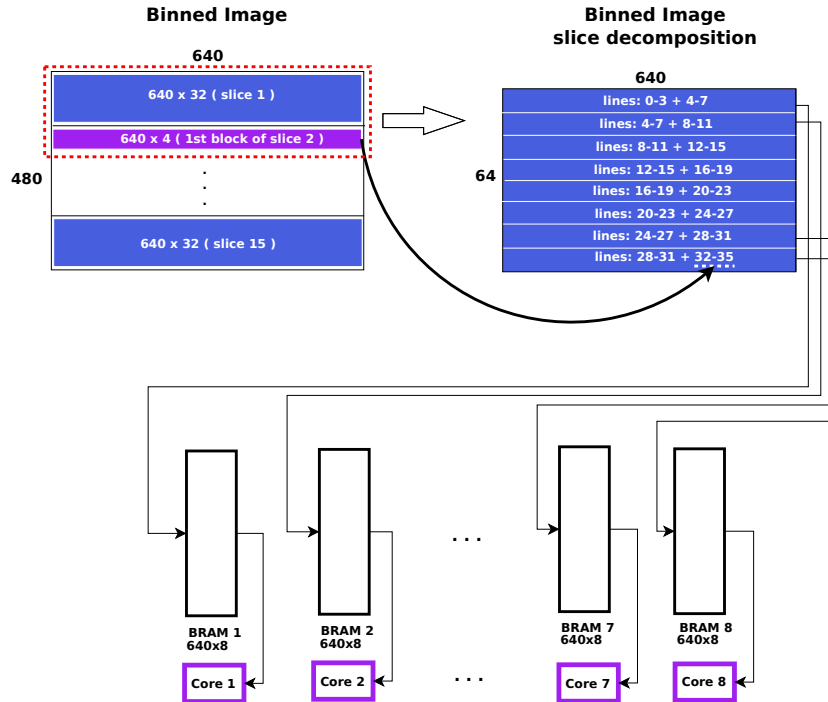 Binned Image
Binned Image
slice decomposition
640
640
640 x 32 ( slice 1 )
640 x 4 ( 1st block of slice 2 )
480
.
.
.
640 x 32 ( slice 15 )
64
lines: 0-3 + 4-7
lines: 4-7 + 8-11
lines: 8-11 + 12-15
lines: 12-15 + 16-19
lines: 16-19 + 20-23
lines: 20-23 + 24-27
lines: 24-27 + 28-31
lines: 28-31 + 32-35
. . .
BRAM 1
640x8
BRAM 2
640x8
BRAM 7
640x8
BRAM 8
640x8
Core 1
Core 2
. . .
Core 7
Core 8